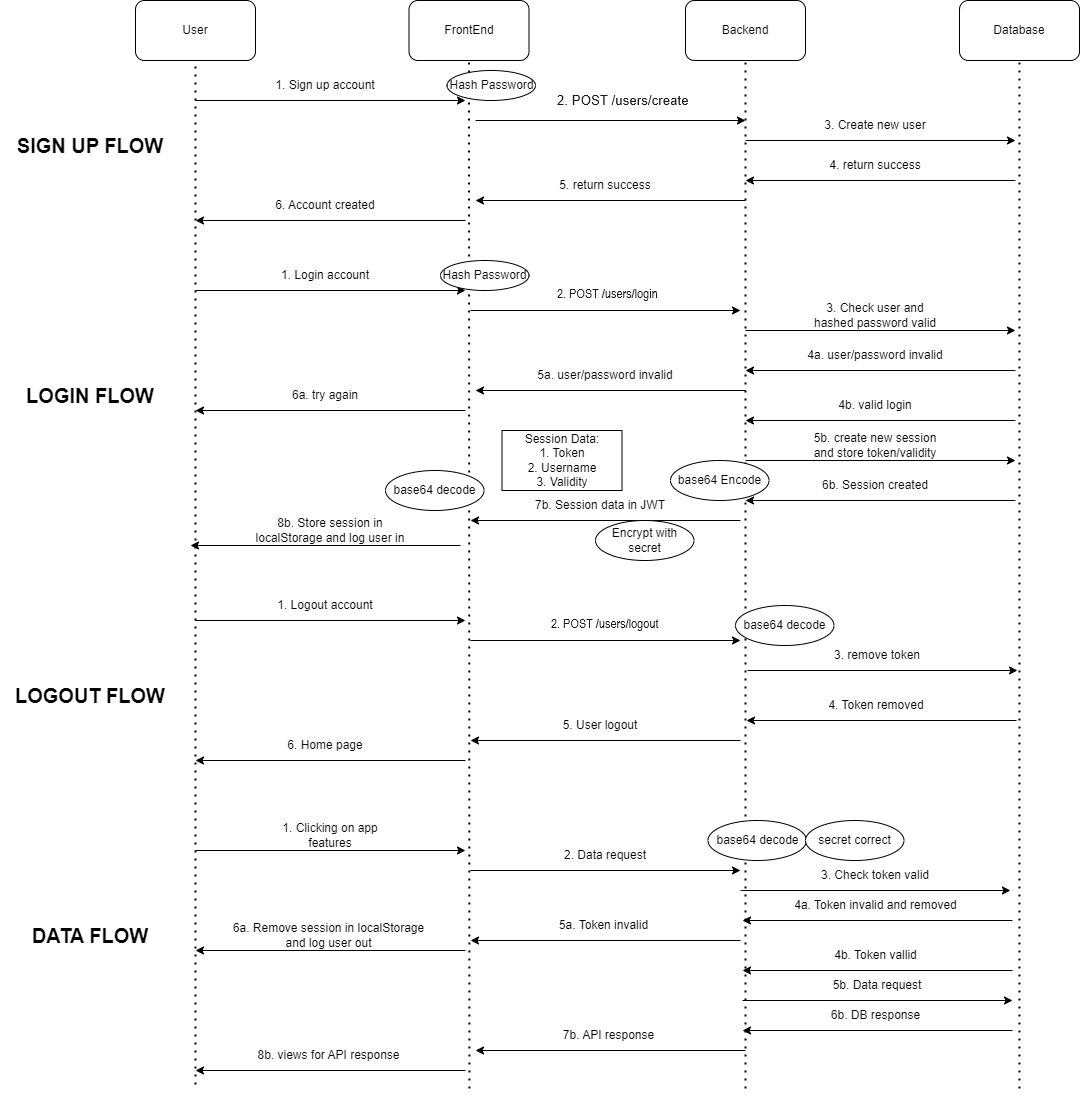 User
FrontEnd
Backend
Database
1. Sign up account
Hash Password
2. POST /users/create
3. Create new user
SIGN UP FLOW
4. return success
5. return success
6. Account created
1. Login account
Hash Password
2. POST /users/login
3. Check user and
hashed password valid
4a. user/password invalid
5a. user/password invalid
LOGIN FLOW
6a. try again
4b. valid login
Session Data:
1. Token
2. Username
3. Validity
5b. create new session
and store token/validity
base64 decode
base64 Encode
6b. Session created
7b. Session data in JWT
8b. Store session in
localStorage and log user in
Encrypt with
secret
1. Logout account
2. POST /users/logout
base64 decode
3. remove token
LOGOUT FLOW
4. Token removed
5. User logout
6. Home page
1. Clicking on app
features
base64 decode
secret correct
2. Data request
3. Check token valid
4a. Token invalid and removed
DATA FLOW
6a. Remove session in localStorage
and log user out
5a. Token invalid
4b. Token vallid
5b. Data request
6b. DB response
7b. API response
8b. views for API response